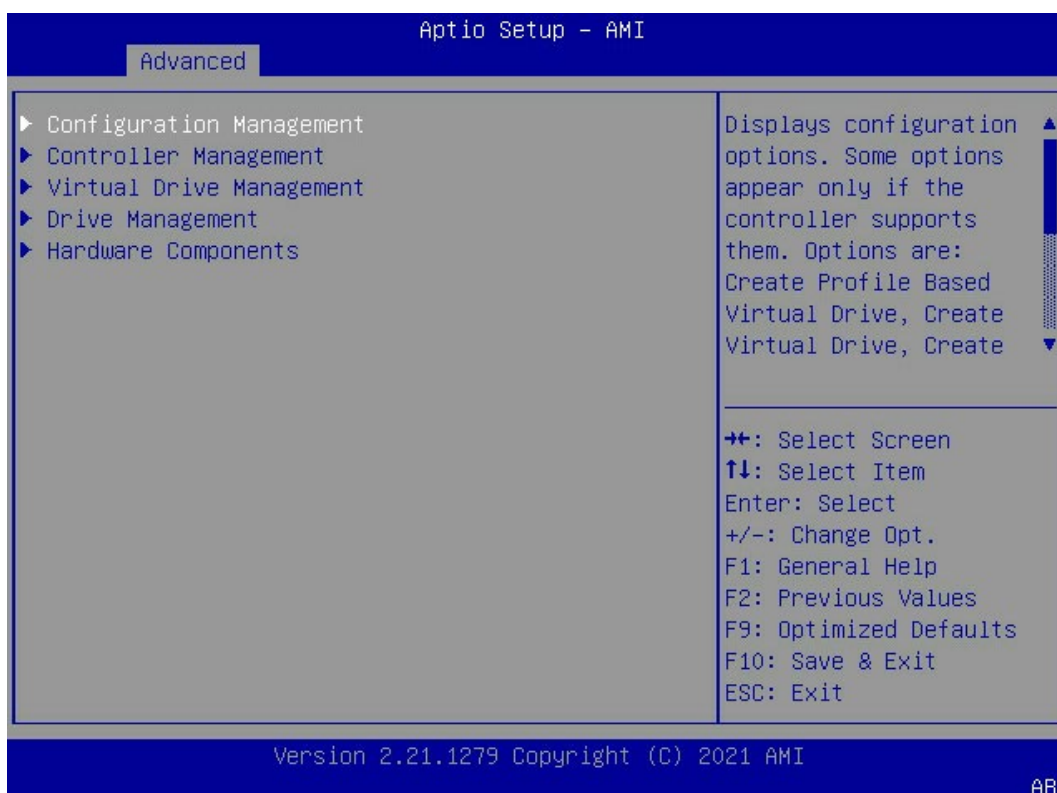 Aptio Setup – AMI
Advanced
Configuration Management
Controller Management
Virtual Drive Management
Drive Management
Hardware Components
Displays configuration
options. Some options
appear only if the
controller supports
them. Options are:
Create Profile Based
Virtual Drive, Create
Virtual Drive, Create
→←: Select Screen
↑↓: Select Item
Enter: Select
+/-: Change Opt.
F1: General Help
F2: Previous Values
F9: Optimized Defaults
F10: Save & Exit
ESC: Exit
Version 2.21.1279 Copyright (C) 2021 AMI
AB